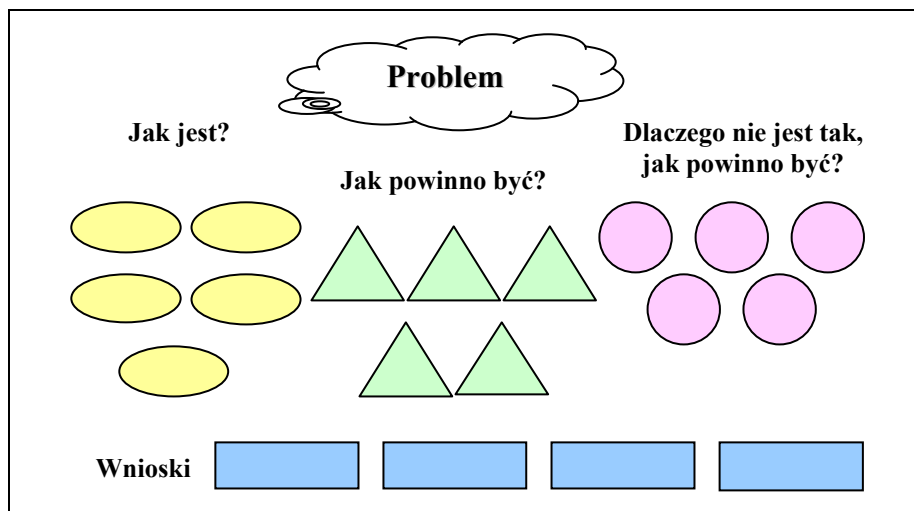 Problem
Jak jest?
Jak powinno być?
Dlaczego nie jest tak,
jak powinno być?
Wnioski